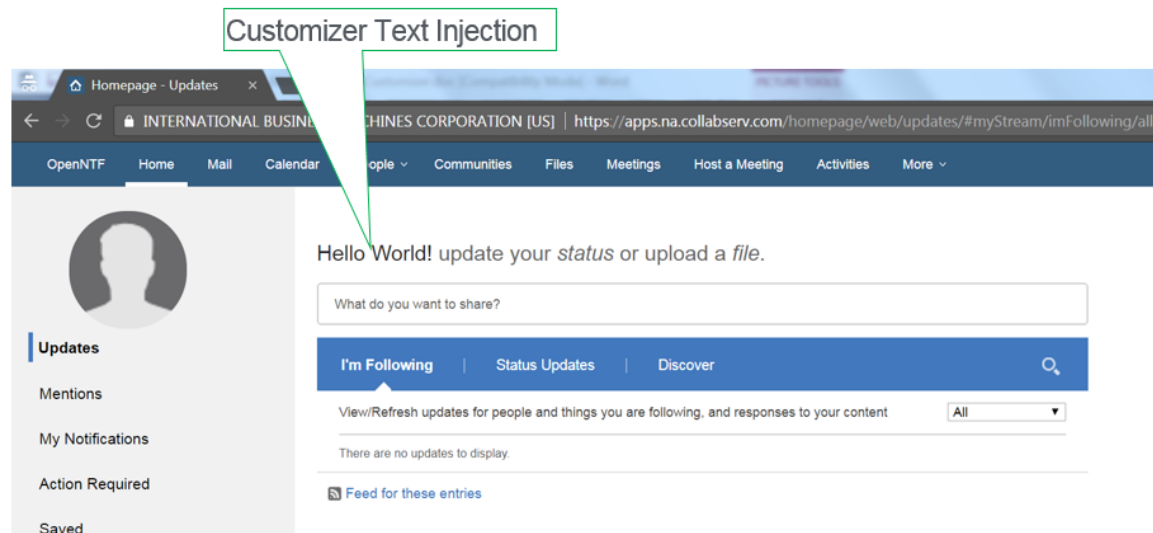 Customizer Text Injection
Homepage - Updates ×
INTERNATIONAL BUSINE CHINES CORPORATION [US] | https://apps.na.collabserv.com/homepage/web/updates/#myStream/imFollowing/all
OpenNTF Home Mail Calendar eople Communities Files Meetings Host a Meeting Activities More
Hello World! update your status or upload a file.
What do you want to share?
Updates
I'm Following | Status Updates | Discover
Mentions
View/Refresh updates for people and things you are following, and responses to your content All
My Notifications
There are no updates to display.
Action Required
Feed for these entries
Saved